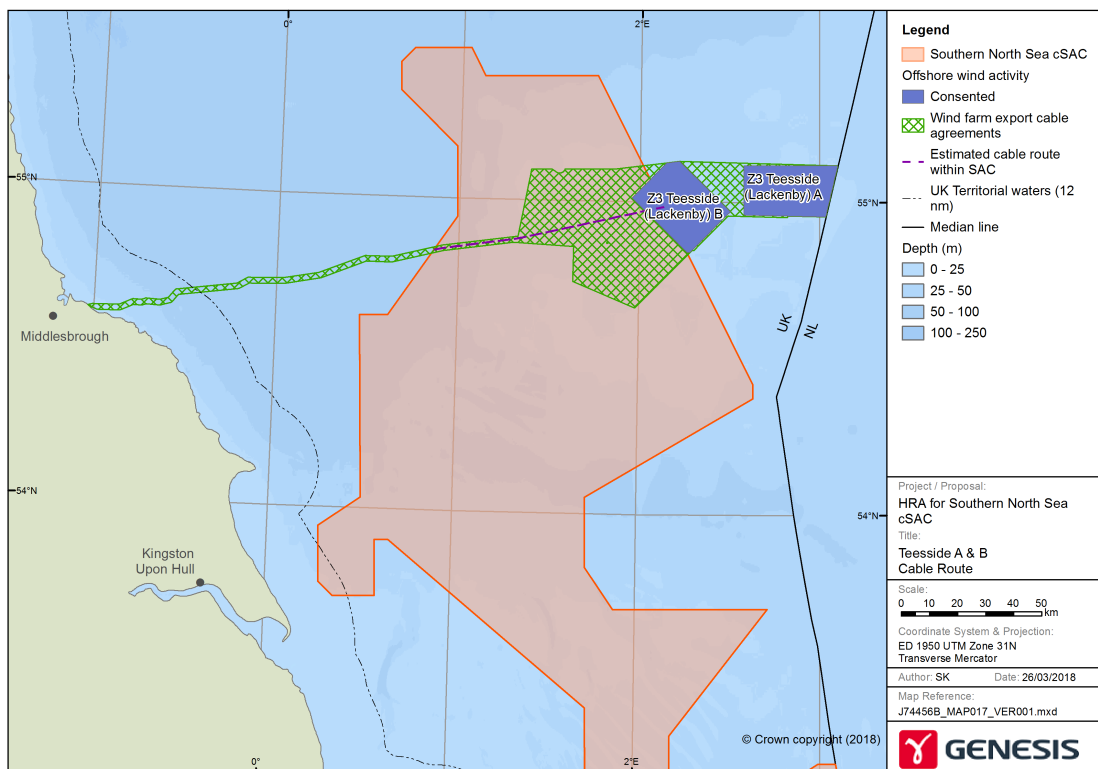 0°
2°E
55°N
55°N
Z3 Teesside
(Lackenby) A
Z3 Teesside
(Lackenby) B
Middlesbrough
UK
NL
54°N
54°N
Kingston
Upon Hull
© Crown copyright (2018)
0°
2°E
Legend
Southern North Sea cSAC
Offshore wind activity
Consented
Wind farm export cable
agreements
Estimated cable route
within SAC
UK Territorial waters (12
nm)
Median line
Depth (m)
0 - 25
25 - 50
50 - 100
100 - 250
Project / Proposal:
HRA for Southern North Sea
cSAC
Title:
Teesside A & B
Cable Route
Scale:
0 10 20 30 40 50
km
Coordinate System & Projection:
ED 1950 UTM Zone 31N
Transverse Mercator
Author: SK Date: 26/03/2018
Map Reference:
J74456B_MAP017_VER001.mxd
GENESIS